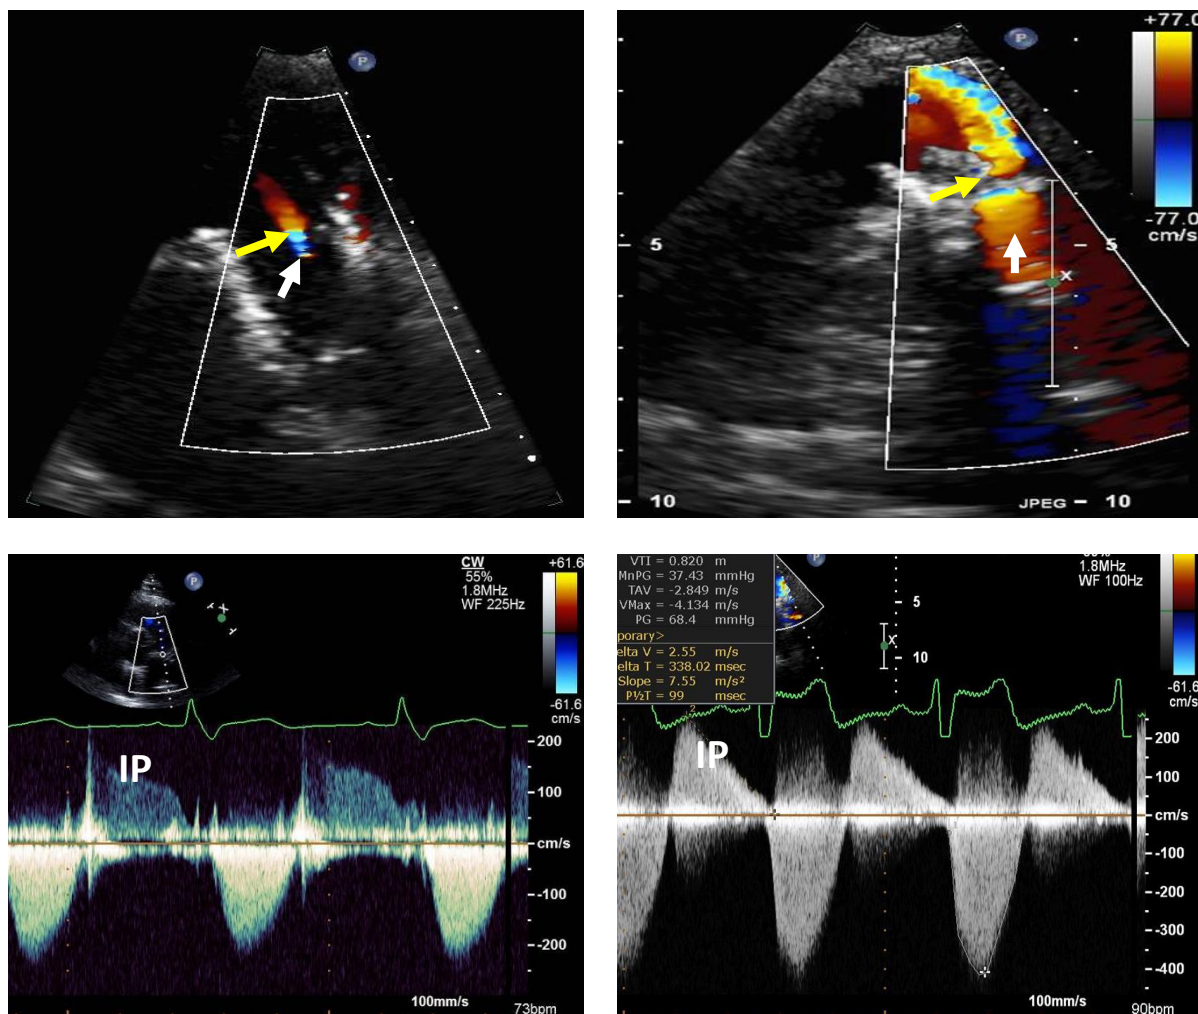 P
P
+77.0
-77.0
cm/s
5
X
5
10
JPEG
10
CW
55%
1.8MHz
WF 225Hz
P
X
+61.6
-61.6
cm/s
IP
200
100
cm/s
-100
-200
100mm/s
73bpm
VTI = 0.820 m
MnPG = 37.43 mmHg
TAV = -2.849 m/s
VMax = -4.134 m/s
PG = 68.4 mmHg
porary>
elta V = 2.55 m/s
elta T = 338.02 msec
Slope = 7.55 m/s²
P½T = 99 msec
2
P
5
X
10
1.8MHz
WF 100Hz
-61.6
cm/s
IP
200
100
cm/s
-100
-200
-300
-400
100mm/s
90bpm